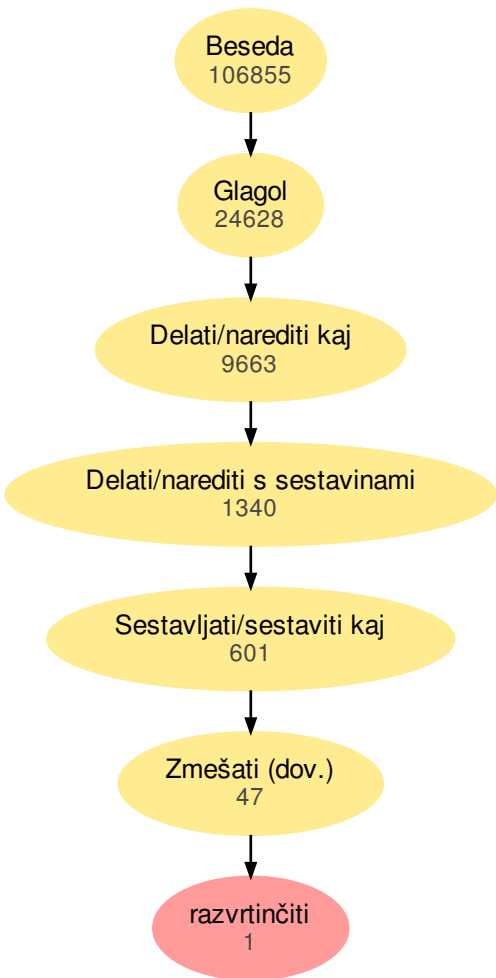 Beseda
106855
Glagol
24628
Delati/narediti kaj
9663
Delati/narediti s sestavinami
1340
Sestavljati/sestaviti kaj
601
Zmešati (dov.)
47
razvrtinčiti
1